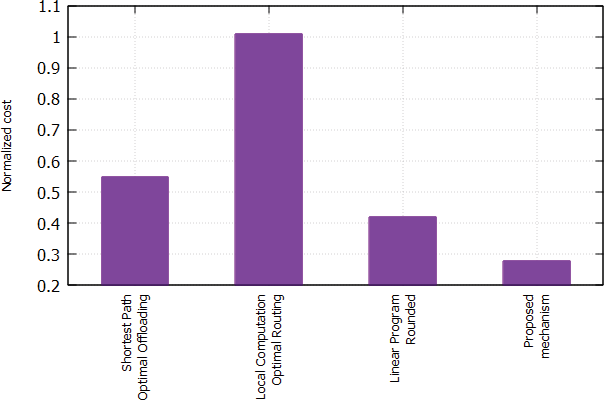 Normalized cost
1.1
1
0.9
0.8
0.7
0.6
0.5
0.4
0.3
0.2
Shortest Path
Optimal Offloading
Local Computation
Optimal Routing
Linear Program
Rounded
Proposed
mechanism